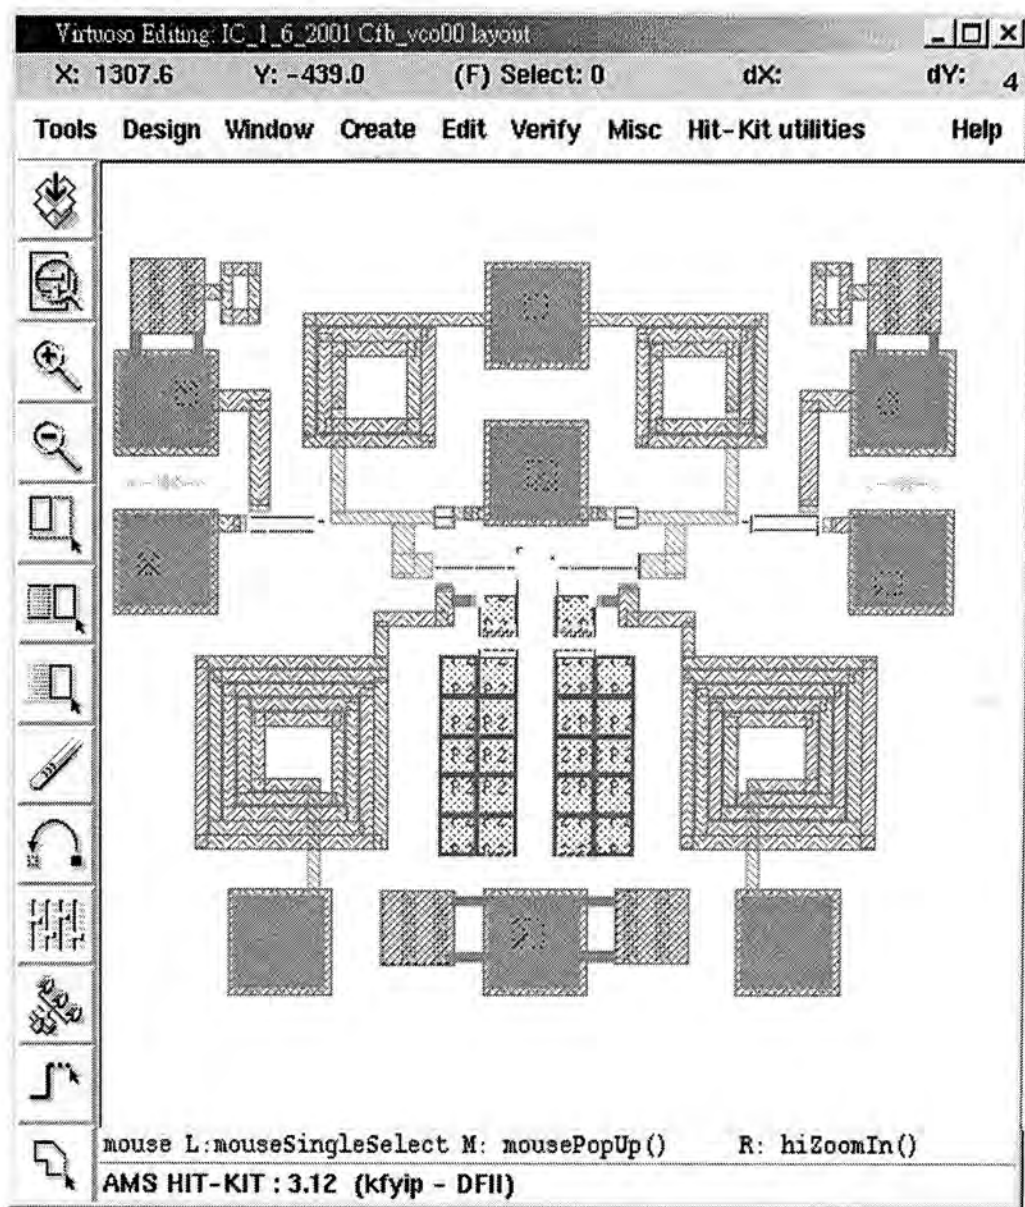 Virtuoso Editing: IC_1_6_2001 Cfb_vco00 layout
X: 1307.6 Y: -439.0 (F) Select: 0 dX: dY: 4
Tools Design Window Create Edit Verify Misc Hit-Kit utilities Help
mouse L:mouseSingleSelect M: mousePopUp() R: hiZoomIn()
AMS HIT-KIT : 3.12 (kfyip - DFII)